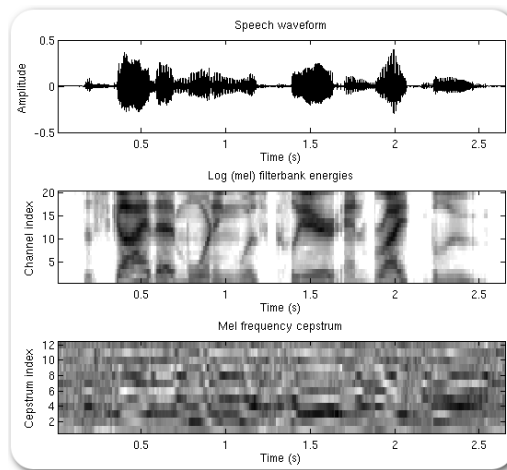 Speech waveform
0.5
0
-0.5
Amplitude
0.5 1 1.5 2 2.5
Time (s)
Log (mel) filterbank energies
20
15
10
5
Channel index
0.5 1 1.5 2 2.5
Time (s)
Mel frequency cepstrum
12
10
8
6
4
2
Cepstrum index
0.5 1 1.5 2 2.5
Time (s)